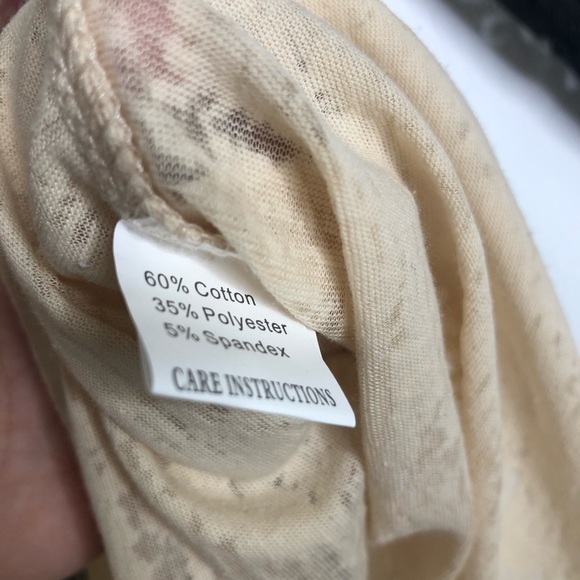 60% Cotton
35% Polyester
5% Spandex
CARE INSTRUCTIONS